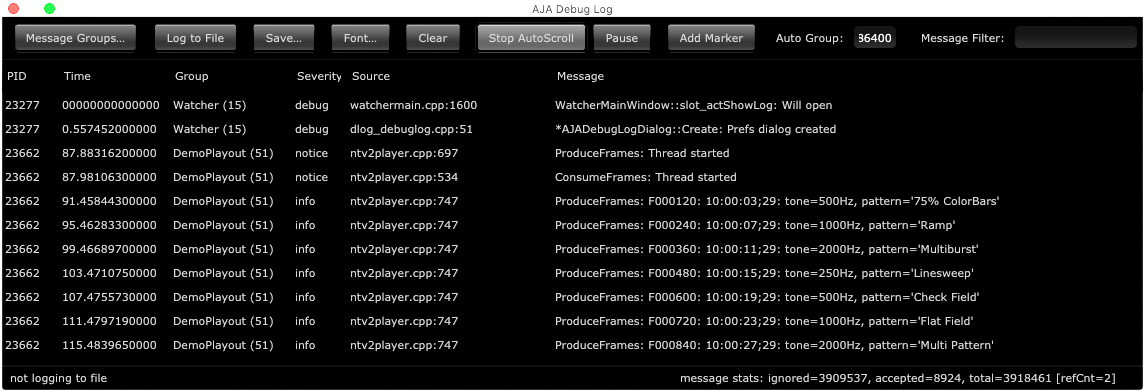 AJA Debug Log
Message Groups... Log to File Save... Font... Clear Stop AutoScroll Pause Add Marker Auto Group: 86400 Message Filter:
PID Time Group Severity Source Message
23277 00000000000000 Watcher (15) debug watchermain.cpp:1600 WatcherMainWindow::slot_actShowLog: Will open
23277 0.557452000000 Watcher (15) debug dlog_debuglog.cpp:51 *AJADebugLogDialog::Create: Prefs dialog created
23662 87.88316200000 DemoPlayout (51) notice ntv2player.cpp:697 ProduceFrames: Thread started
23662 87.98106300000 DemoPlayout (51) notice ntv2player.cpp:534 ConsumeFrames: Thread started
23662 91.45844300000 DemoPlayout (51) info ntv2player.cpp:747 ProduceFrames: F000120: 10:00:03;29: tone=500Hz, pattern='75% ColorBars'
23662 95.46283300000 DemoPlayout (51) info ntv2player.cpp:747 ProduceFrames: F000240: 10:00:07;29: tone=1000Hz, pattern='Ramp'
23662 99.46689700000 DemoPlayout (51) info ntv2player.cpp:747 ProduceFrames: F000360: 10:00:11;29: tone=2000Hz, pattern='Multiburst'
23662 103.4710750000 DemoPlayout (51) info ntv2player.cpp:747 ProduceFrames: F000480: 10:00:15;29: tone=250Hz, pattern='Linesweep'
23662 107.4755730000 DemoPlayout (51) info ntv2player.cpp:747 ProduceFrames: F000600: 10:00:19;29: tone=500Hz, pattern='Check Field'
23662 111.4797190000 DemoPlayout (51) info ntv2player.cpp:747 ProduceFrames: F000720: 10:00:23;29: tone=1000Hz, pattern='Flat Field'
23662 115.4839650000 DemoPlayout (51) info ntv2player.cpp:747 ProduceFrames: F000840: 10:00:27;29: tone=2000Hz, pattern='Multi Pattern'
not logging to file message stats: ignored=3909537, accepted=8924, total=3918461 [refCnt=2]